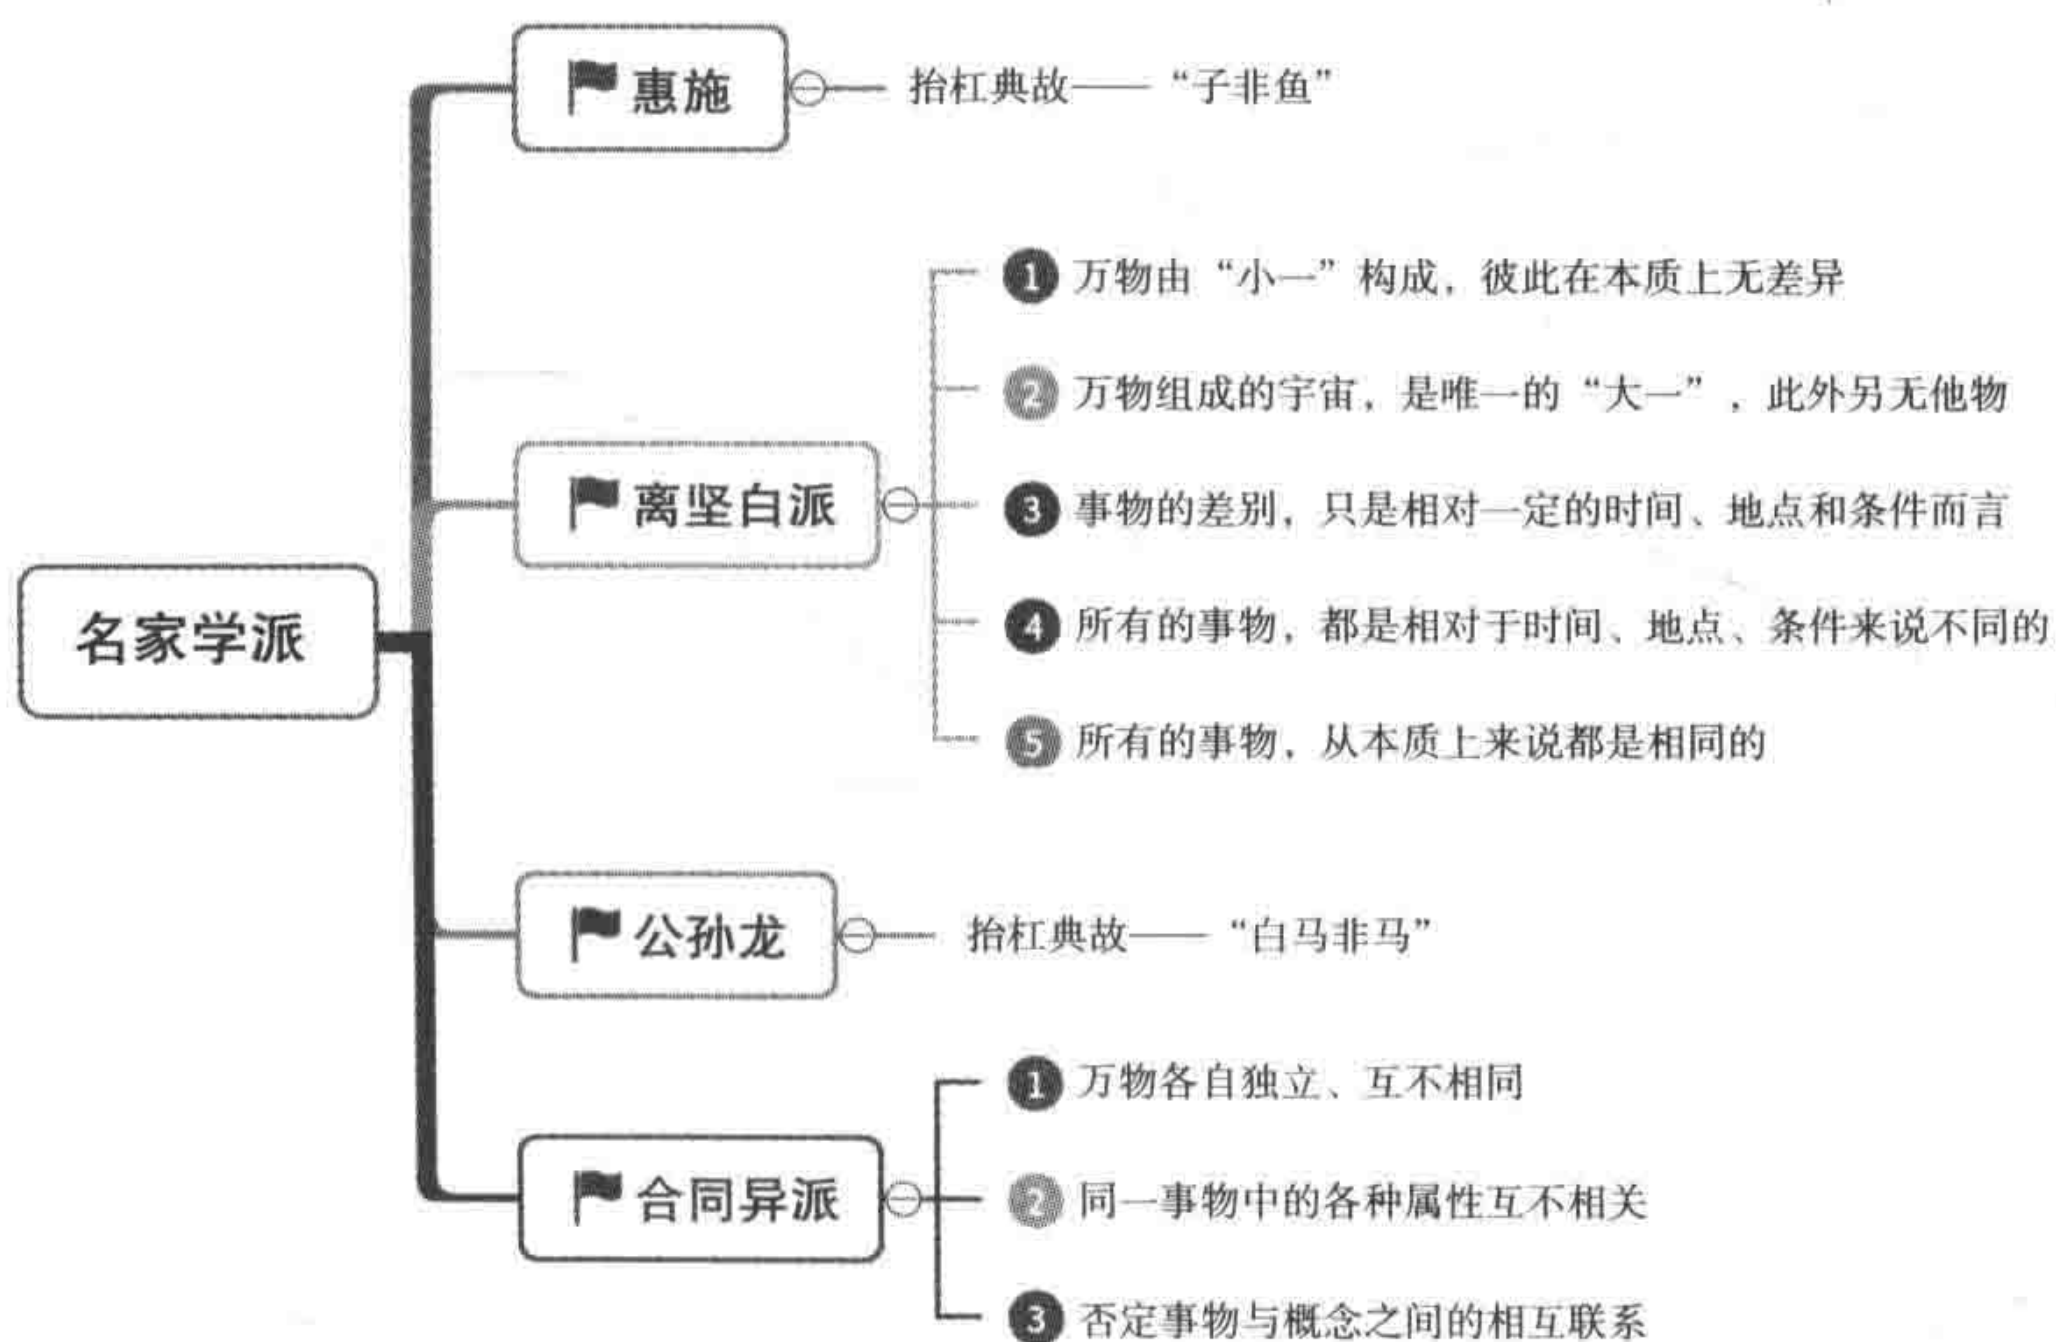 惠施
抬杠典故——“子非鱼”
离坚白派
1 万物由“小一”构成，彼此在本质上无差异
2 万物组成的宇宙，是唯一的“大一”，此外另无他物
3 事物的差别，只是相对一定的时间、地点和条件而言
4 所有的事物，都是相对于时间、地点、条件来说不同的
5 所有的事物，从本质上来说都是相同的
名家学派
公孙龙
抬杠典故——“白马非马”
合同异派
1 万物各自独立、互不相同
2 同一事物中的各种属性互不相关
3 否定事物与概念之间的相互联系